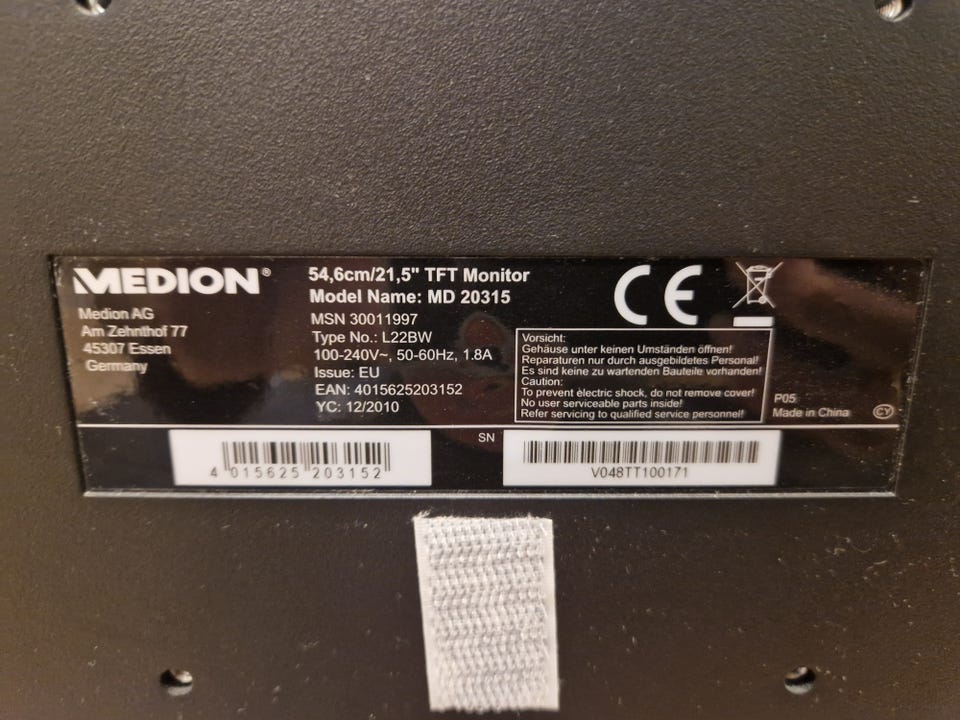 MEDION®
Medion AG
Am Zehnthof 77
45307 Essen
Germany
54,6cm/21,5" TFT Monitor
Model Name: MD 20315
MSN 30011997
Type No.: L22BW
100-240V~, 50-60Hz, 1.8A
Issue: EU
EAN: 4015625203152
YC: 12/2010
CE
Vorsicht:
Gehäuse unter keinen Umständen öffnen!
Reparaturen nur durch ausgebildetes Personal!
Es sind keine zu wartenden Bauteile vorhanden!
Caution:
To prevent electric shock, do not remove cover!
No user serviceable parts inside!
Refer servicing to qualified service personnel!
P05
Made in China
CY
4 015625 203152
SN
V048TT100171